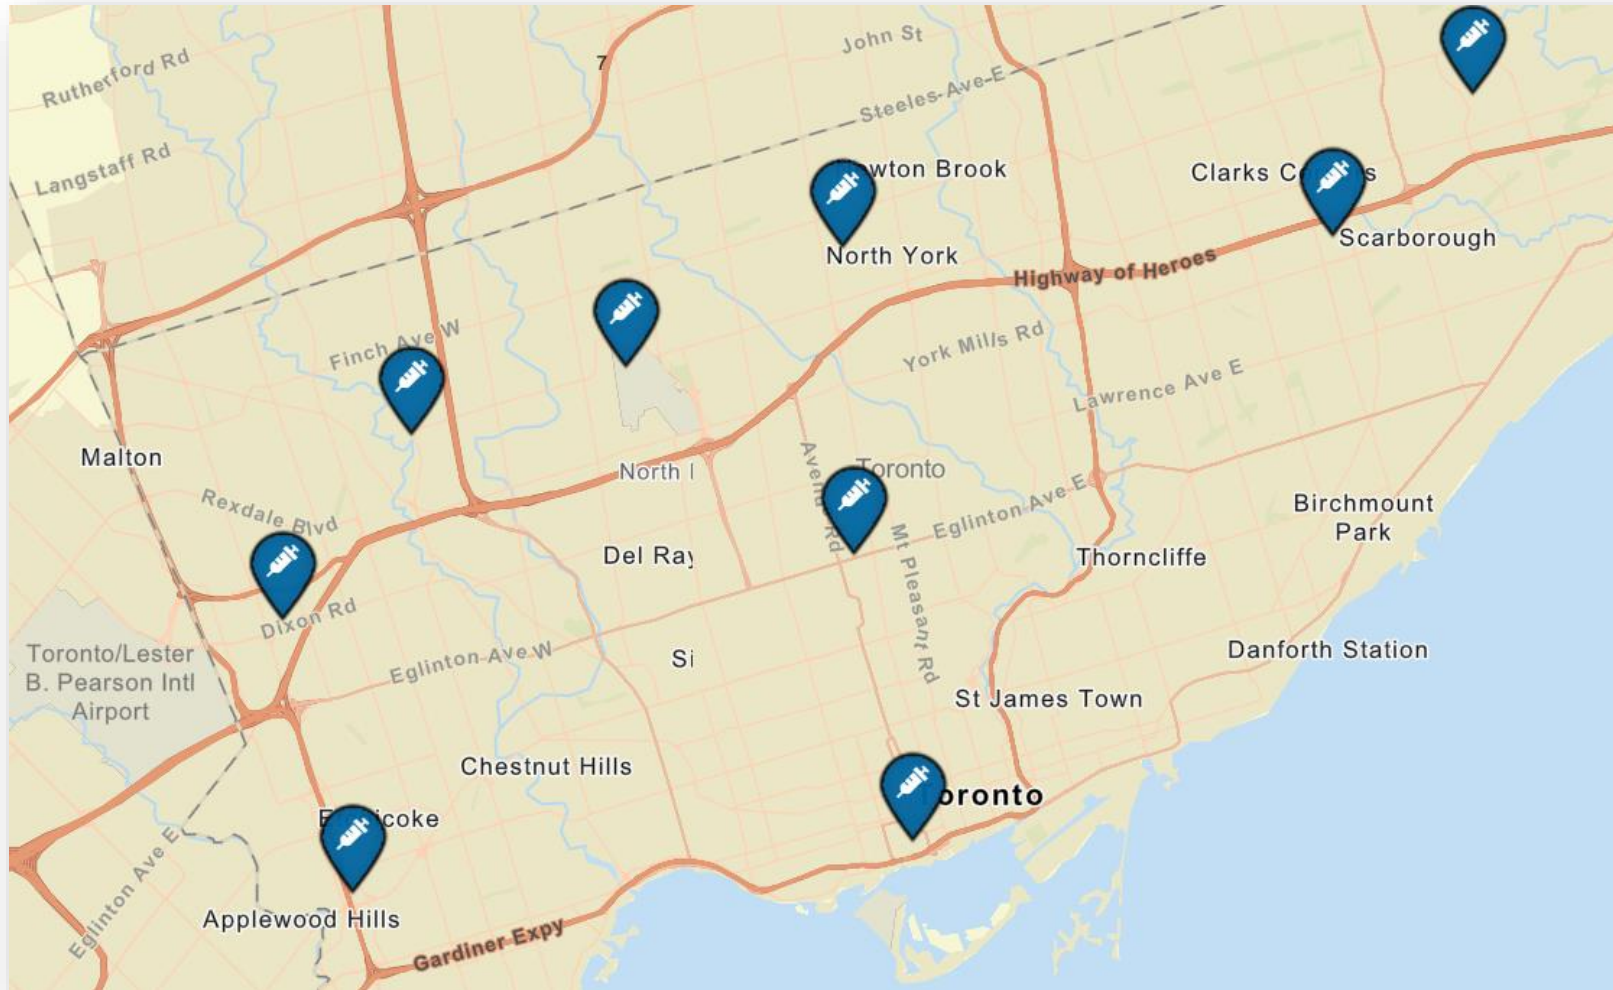 John St
7
Rutherford Rd
Steeles-Ave-E
Langstaff Rd
wton Brook
Clarks C
s
Scarborough
North York
Highway of Heroes
Finch Ave W
York Mills Rd
Lawrence Ave E
Malton
North
Toronto
Avenue Rd
Rexdale Blvd
Eglinton Ave E
Birchmount
Park
Del Ray
Thorncliffe
Mt Pleasant Rd
Dixon Rd
Toronto/Lester
B. Pearson Intl
Airport
Eglinton-Ave W
Si
Danforth Station
St James Town
Chestnut Hills
oronto
E
icoke
Eglinton Ave E
Applewood Hills
Gardiner Expy